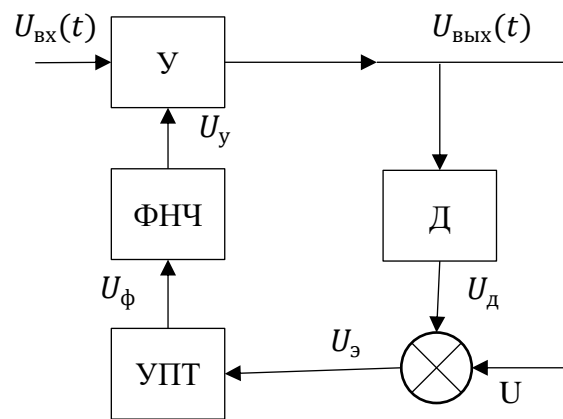 U_вх(t)
У
U_вых(t)
U_у
ФНЧ
Д
U_ф
U_д
УПТ
U_э
U